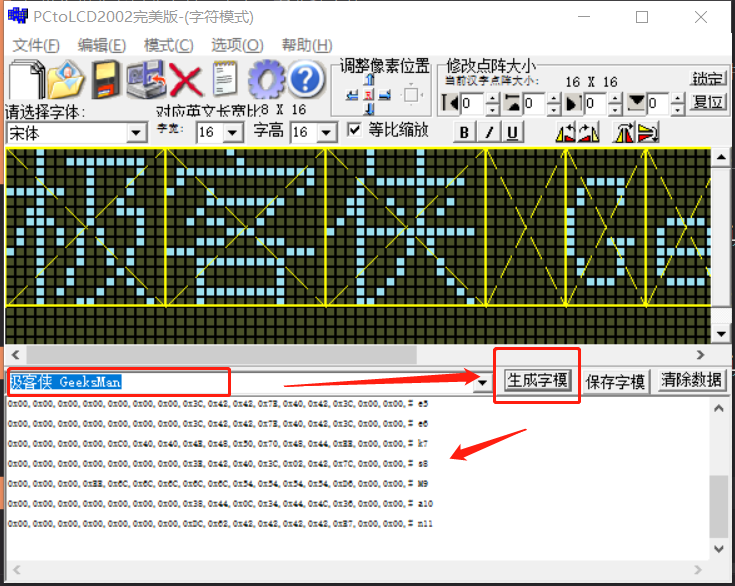 PCtoLCD2002完美版-(字符模式)
文件(F) 编辑(E) 模式(C) 选项(O) 帮助(H)
调整像素位置
修改点阵大小
当前汉字点阵大小: 16 X 16
锁定
0 0 0 0 复位
请选择字体: 对应英文长宽比8 X 16
宋体 字宽: 16 字高 16 等比缩放
B I U
极客侠 GeeksMan
生成字模 保存字模 清除数据
0x00,0x00,0x00,0x00,0x00,0x00,0x00,0x3C,0x42,0x42,0x7E,0x40,0x42,0x3C,0x00,0x00,# e5
0x00,0x00,0x00,0x00,0x00,0x00,0x00,0x3C,0x42,0x42,0x7E,0x40,0x42,0x3C,0x00,0x00,# e6
0x00,0x00,0x00,0x00,0xC0,0x40,0x40,0x4E,0x48,0x50,0x70,0x48,0x44,0xEE,0x00,0x00,# k7
0x00,0x00,0x00,0x00,0x00,0x00,0x00,0x3E,0x42,0x40,0x3C,0x02,0x42,0x7C,0x00,0x00,# s8
0x00,0x00,0x00,0xEE,0x6C,0x6C,0x6C,0x6C,0x6C,0x54,0x54,0x54,0x54,0xD6,0x00,0x00,# M9
0x00,0x00,0x00,0x00,0x00,0x00,0x00,0x38,0x44,0x0C,0x34,0x44,0x4C,0x36,0x00,0x00,# a10
0x00,0x00,0x00,0x00,0x00,0x00,0x00,0xDC,0x62,0x42,0x42,0x42,0x42,0xE7,0x00,0x00,# n11